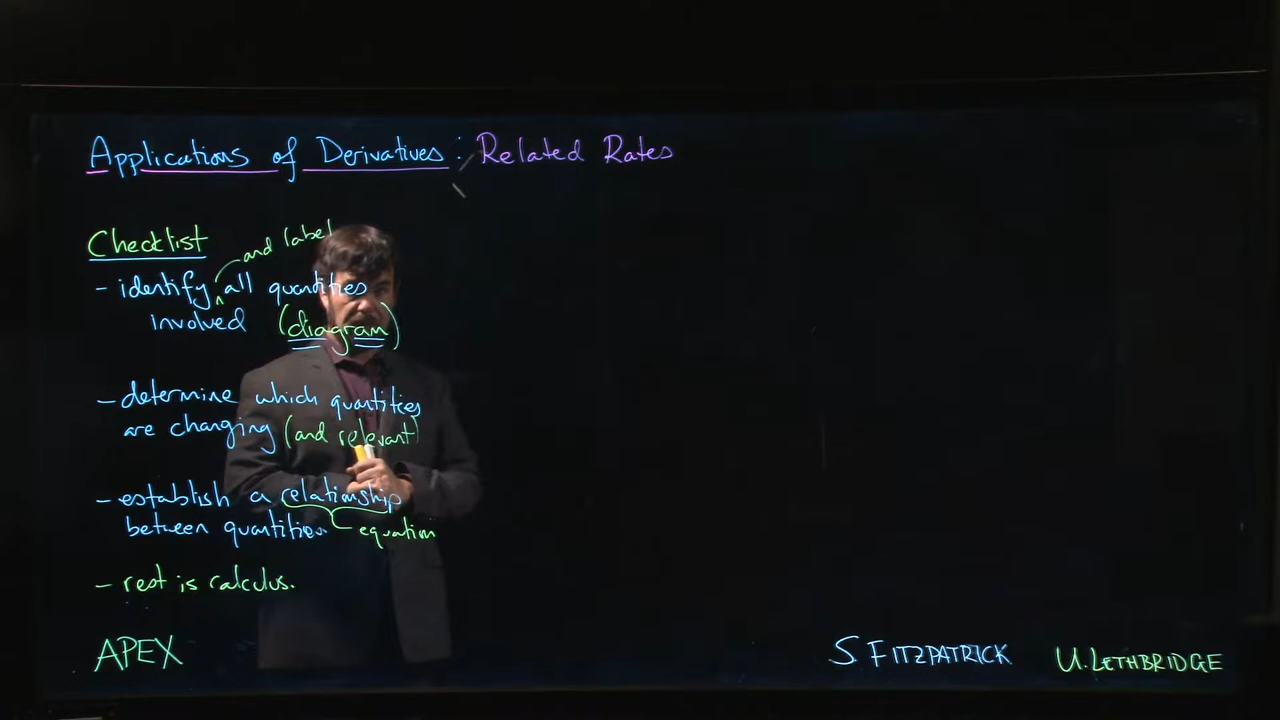 Applications of Derivatives: Related Rates
Checklist
and label
- identify ^ all quantities
involved (diagram)
- determine which quantities
are changing (and relevant)
- establish a relationship
between quantities. equation
- rest is calculus.
APEX
S. FITZPATRICK U. LETHBRIDGE